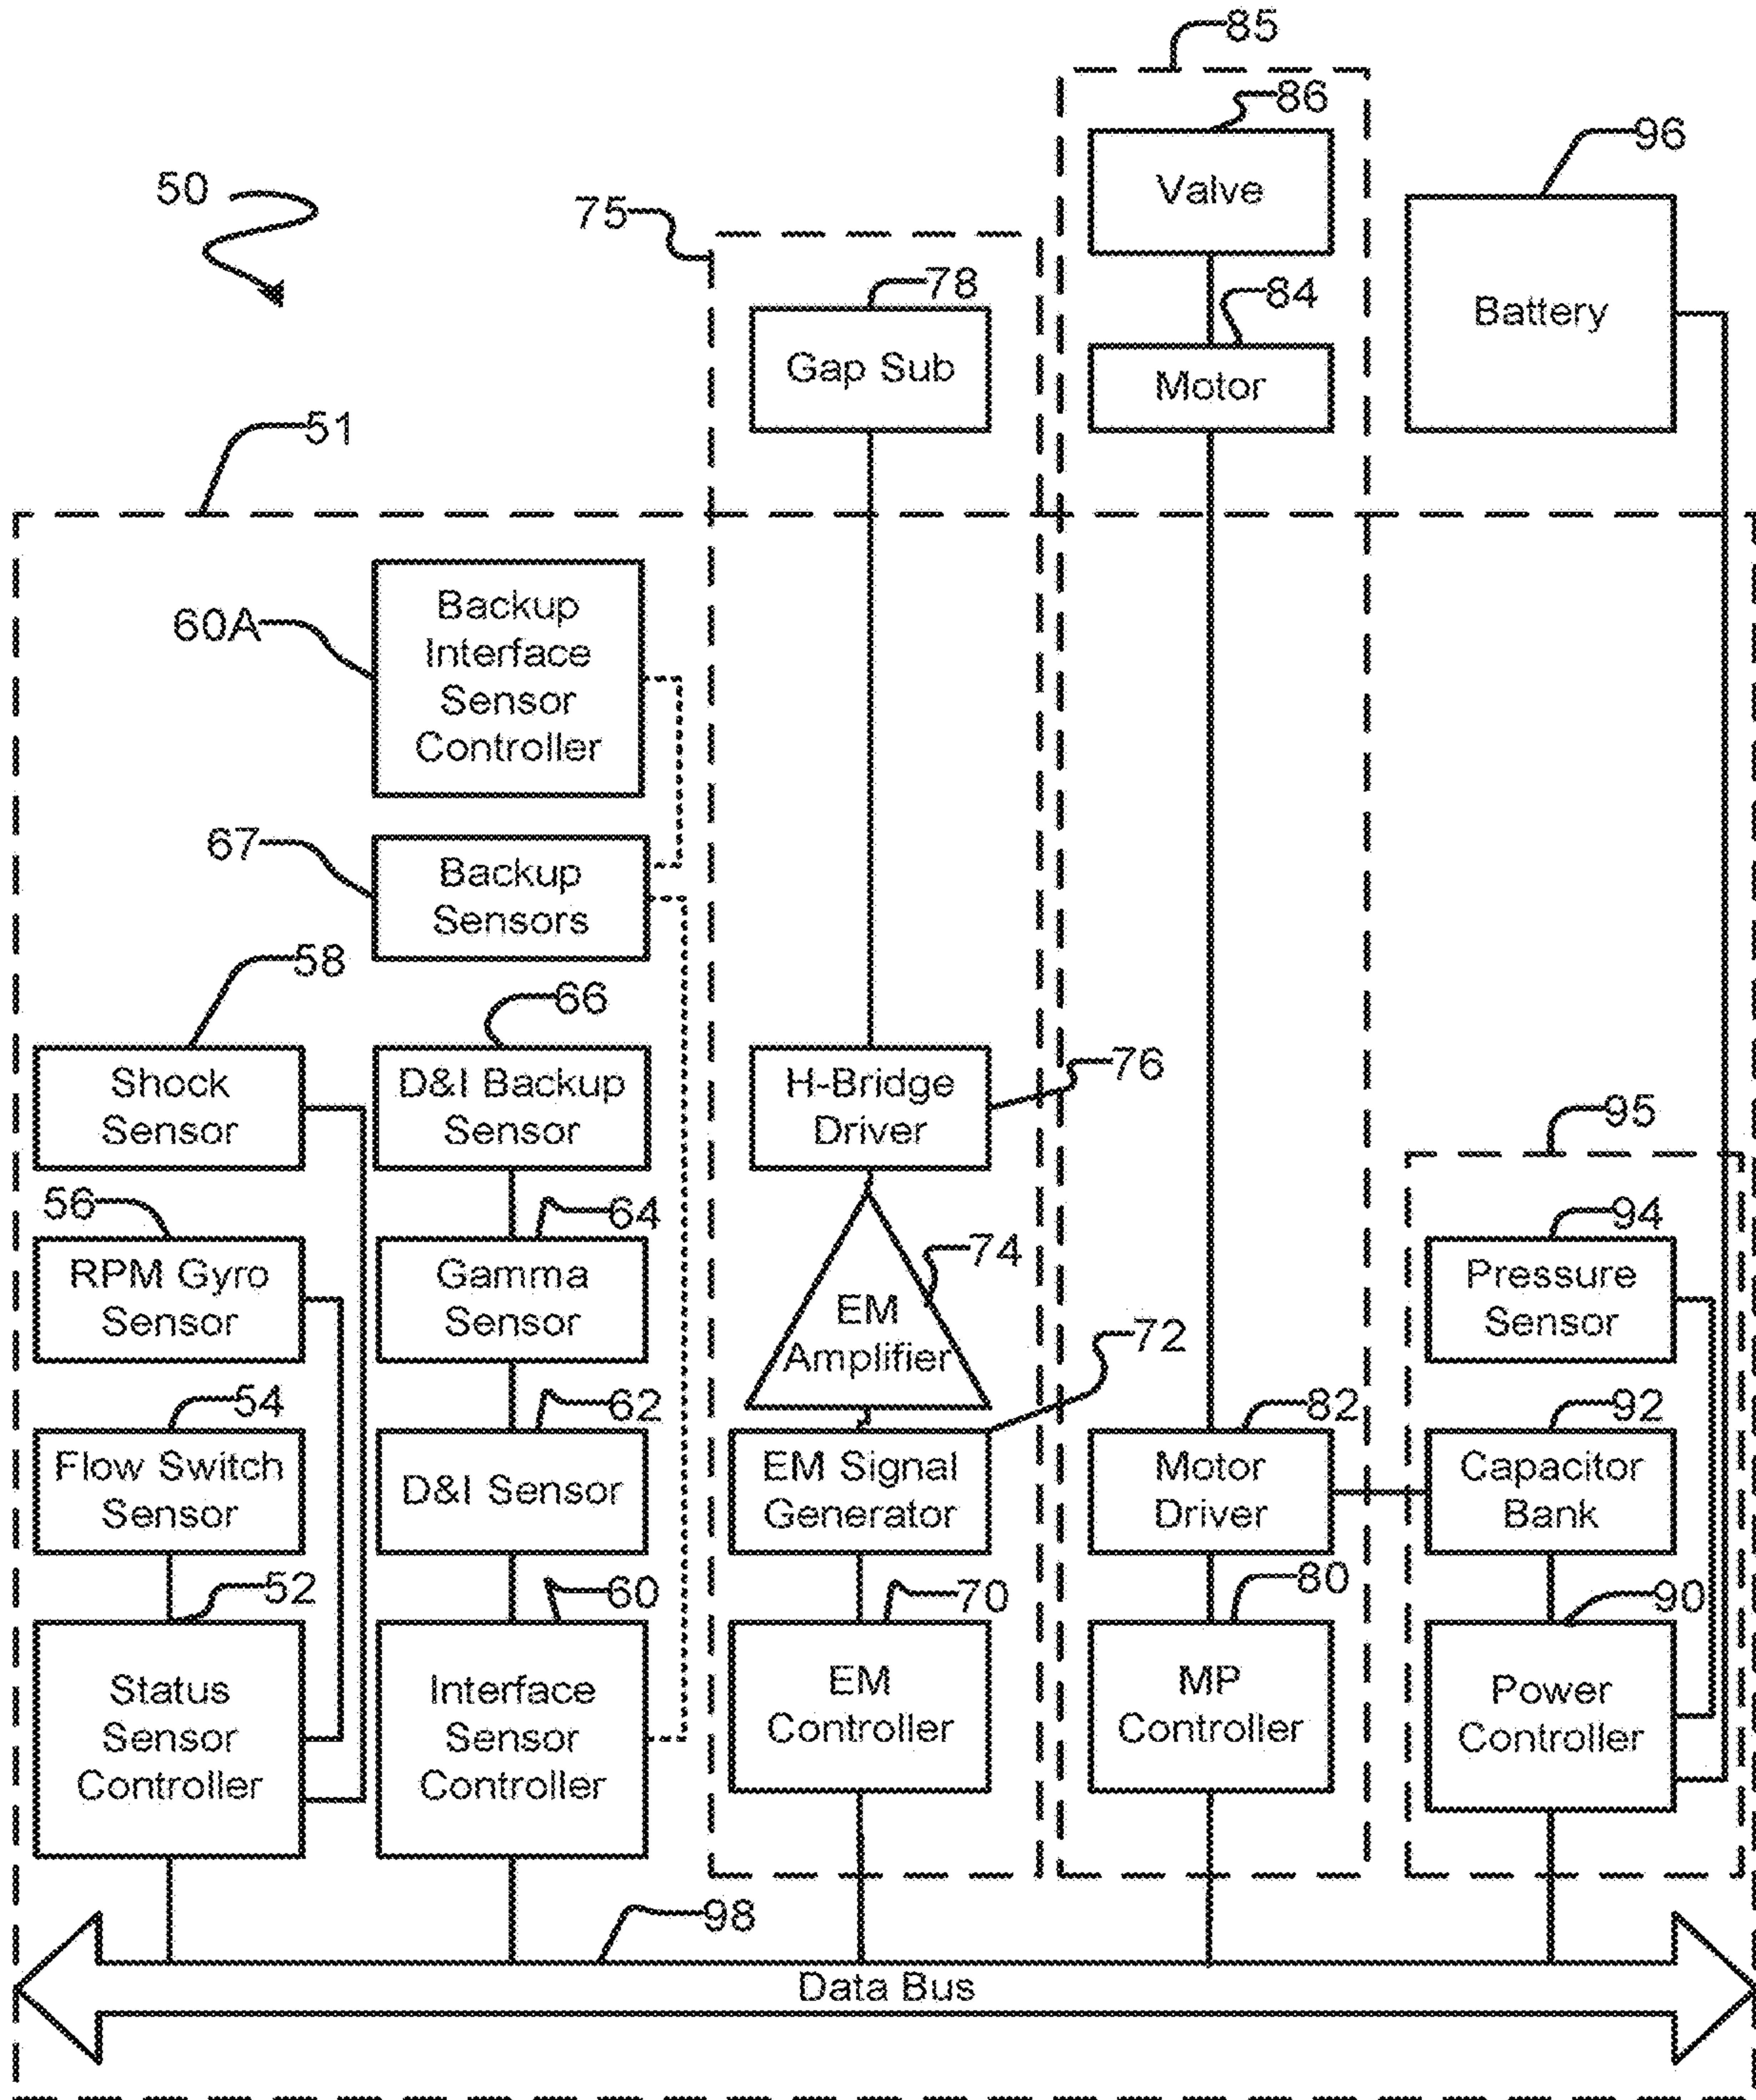 85
86
Valve
96
50
75
Battery
78
84
Gap Sub
Motor
51
60A
Backup
Interface
Sensor
Controller
67
Backup
Sensors
58
66
Shock
Sensor
D&I Backup
Sensor
H-Bridge
Driver
76
95
56
64
94
RPM Gyro
Sensor
Gamma
Sensor
74
EM
Amplifier
Pressure
Sensor
72
54
62
82
92
Flow Switch
Sensor
D&I Sensor
EM Signal
Generator
Motor
Driver
Capacitor
Bank
52
60
70
80
90
Status
Sensor
Controller
Interface
Sensor
Controller
EM
Controller
MP
Controller
Power
Controller
98
Data Bus